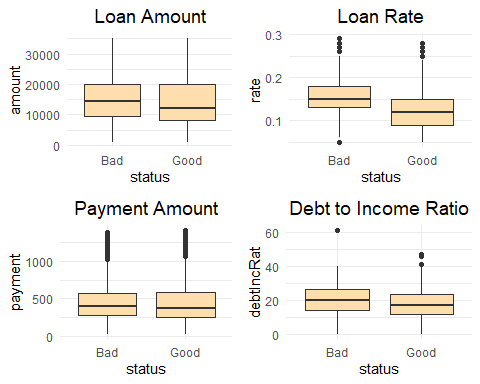 Loan Amount
amount
30000
20000
10000
0
Bad Good
status
Loan Rate
rate
0.3
0.2
0.1
Bad Good
status
Payment Amount
payment
1000
500
0
Bad Good
status
Debt to Income Ratio
debtIncRat
60
40
20
0
Bad Good
status